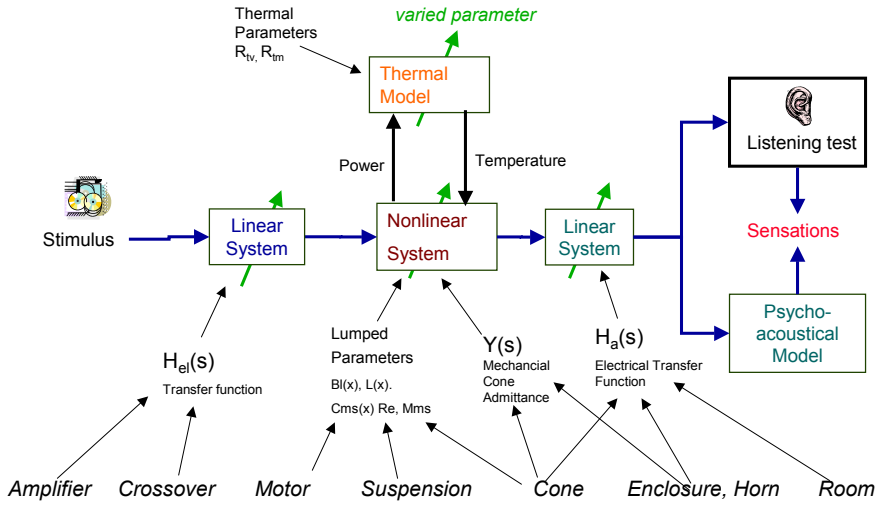 Thermal
Parameters
Rtv, Rtm
varied parameter
Thermal
Model
Power
Temperature
Listening test
Stimulus
Linear
System
Nonlinear
System
Linear
System
Sensations
Psycho-
acoustical
Model
Hel(s)
Transfer function
Lumped
Parameters
Bl(x), L(x).
Cms(x) Re, Mms
Y(s)
Mechancial
Cone
Admittance
Ha(s)
Electrical Transfer
Function
Amplifier
Crossover
Motor
Suspension
Cone
Enclosure, Horn
Room